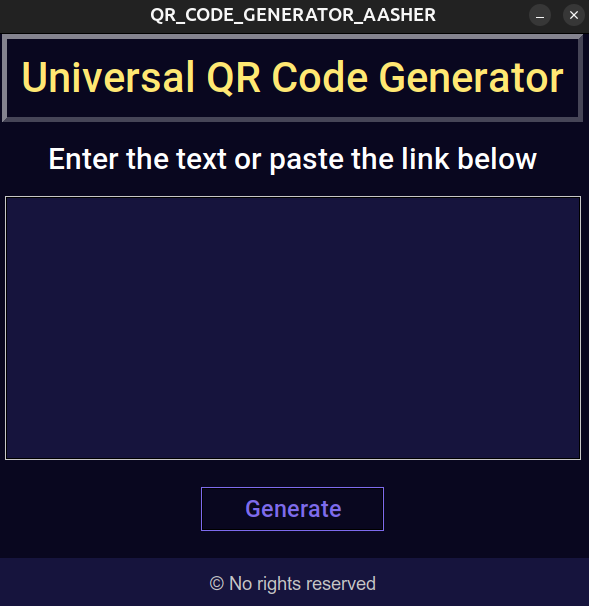 QR_CODE_GENERATOR_AASHER
Universal QR Code Generator
Enter the text or paste the link below
Generate
© No rights reserved